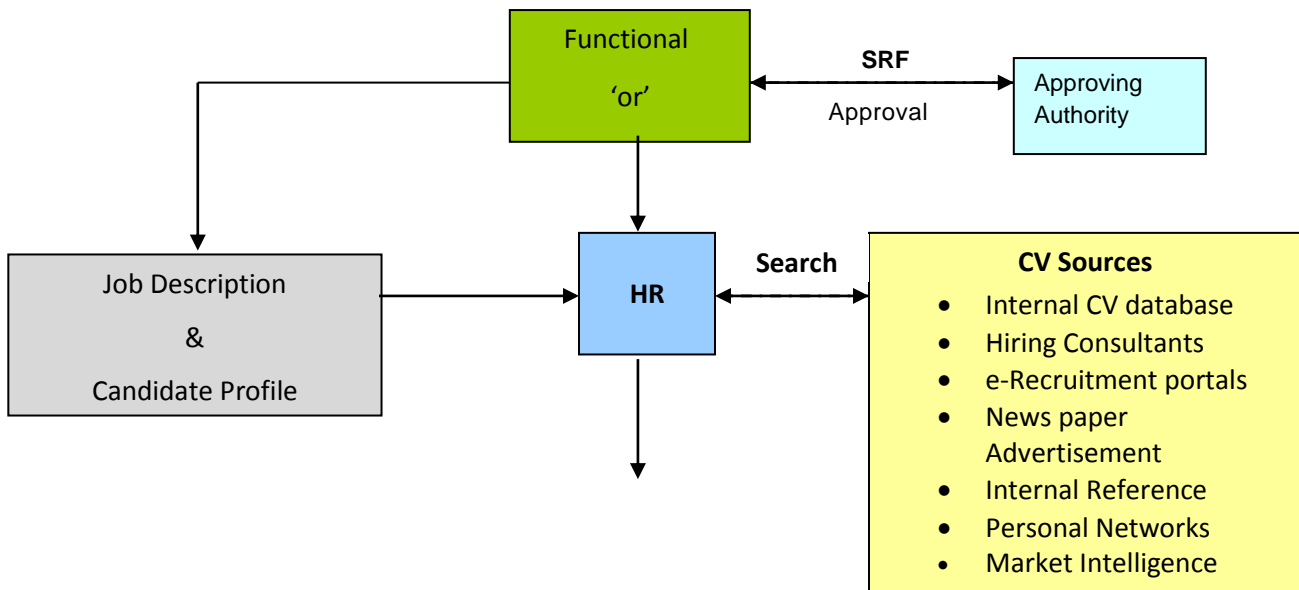 Functional
‘or’
SRF
Approval
Approving
Authority
Job Description
&
Candidate Profile
HR
Search
CV Sources
• Internal CV database
• Hiring Consultants
• e-Recruitment portals
• News paper
Advertisement
• Internal Reference
• Personal Networks
• Market Intelligence